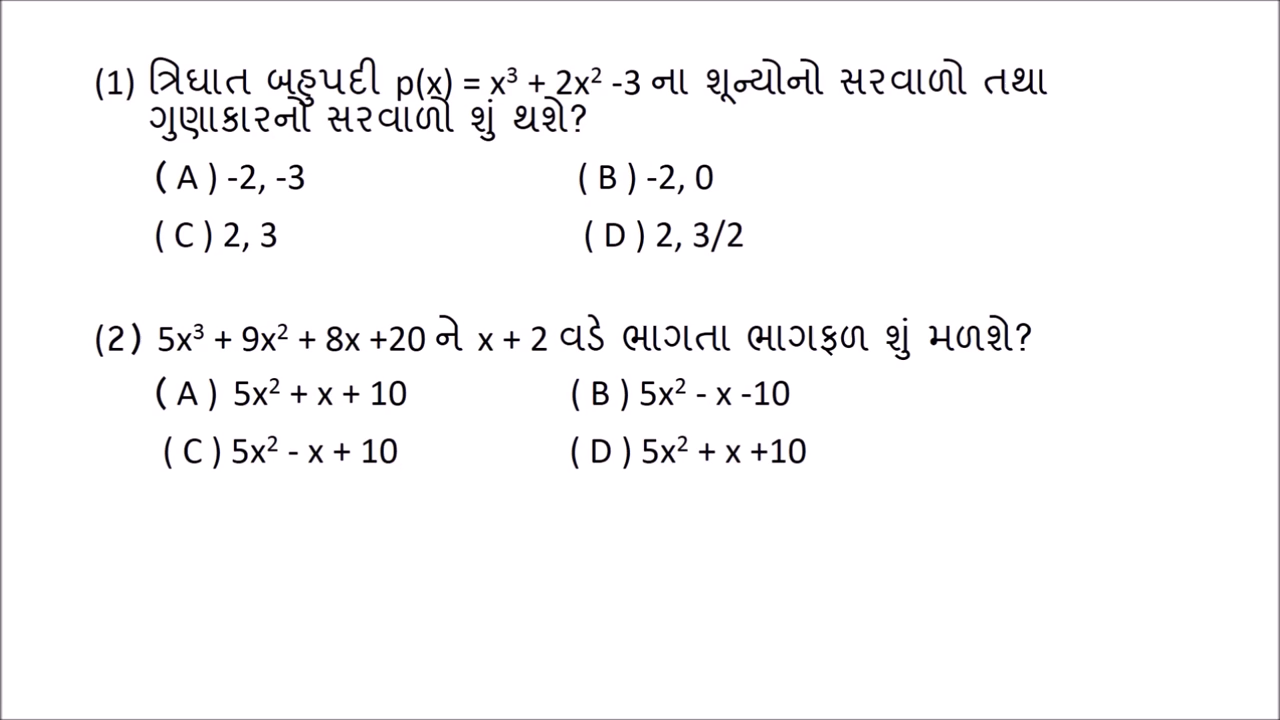 (1) ત્રિઘાત બહુપદી p(x) = x³ + 2x² -3 ના શૂન્યોનો સરવાળો તથા
ગુણાકારનો સરવાળો શું થશે?
( A ) -2, -3 ( B ) -2, 0
( C ) 2, 3 ( D ) 2, 3/2
(2) 5x³ + 9x² + 8x +20 ને x + 2 વડે ભાગતા ભાગફળ શું મળશે?
( A ) 5x² + x + 10 ( B ) 5x² - x -10
( C ) 5x² - x + 10 ( D ) 5x² + x +10